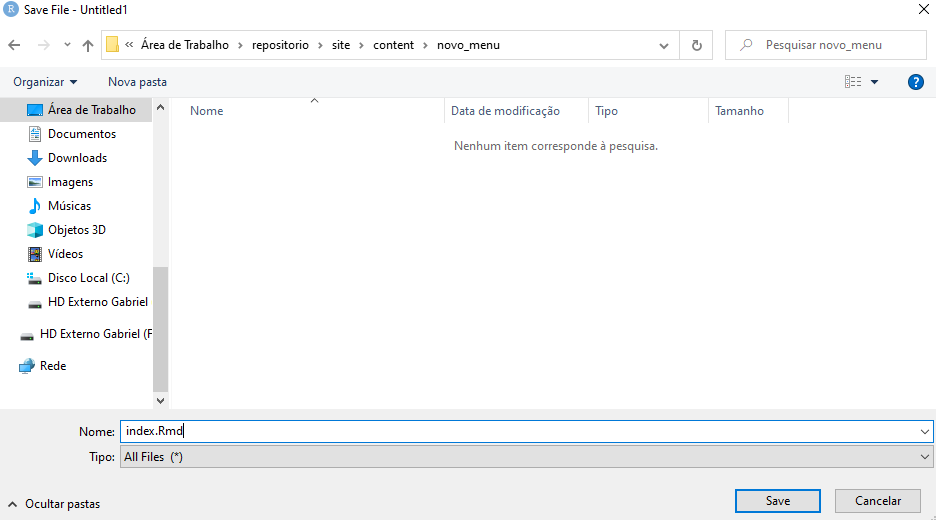 R Save File - Untitled1
« Área de Trabalho > repositorio > site > content > novo_menu Pesquisar novo_menu
Organizar Nova pasta ?
Nome Data de modificação Tipo Tamanho
Nenhum item corresponde à pesquisa.
Área de Trabalho
Documentos
Downloads
Imagens
Músicas
Objetos 3D
Vídeos
Disco Local (C:)
HD Externo Gabriel
HD Externo Gabriel (F
Rede
Nome: index.Rmd
Tipo: All Files (*)
Ocultar pastas Save Cancelar